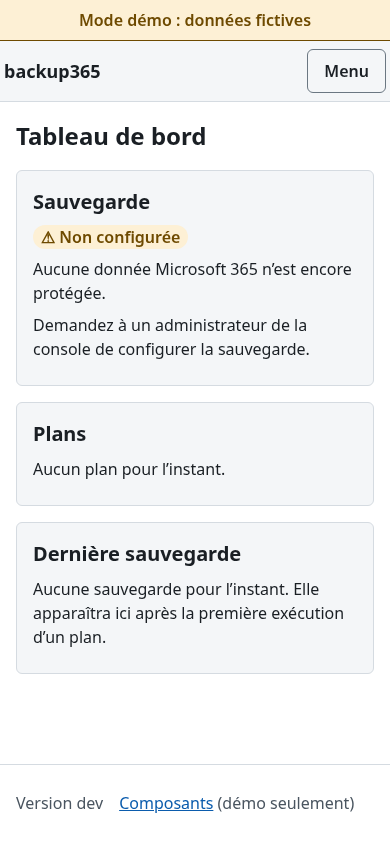 Mode démo : données fictives
backup365
Menu
Tableau de bord
Sauvegarde
⚠ Non configurée
Aucune donnée Microsoft 365 n’est encore
protégée.
Demandez à un administrateur de la
console de configurer la sauvegarde.
Plans
Aucun plan pour l’instant.
Dernière sauvegarde
Aucune sauvegarde pour l’instant. Elle
apparaîtra ici après la première exécution
d’un plan.
Version dev Composants (démo seulement)